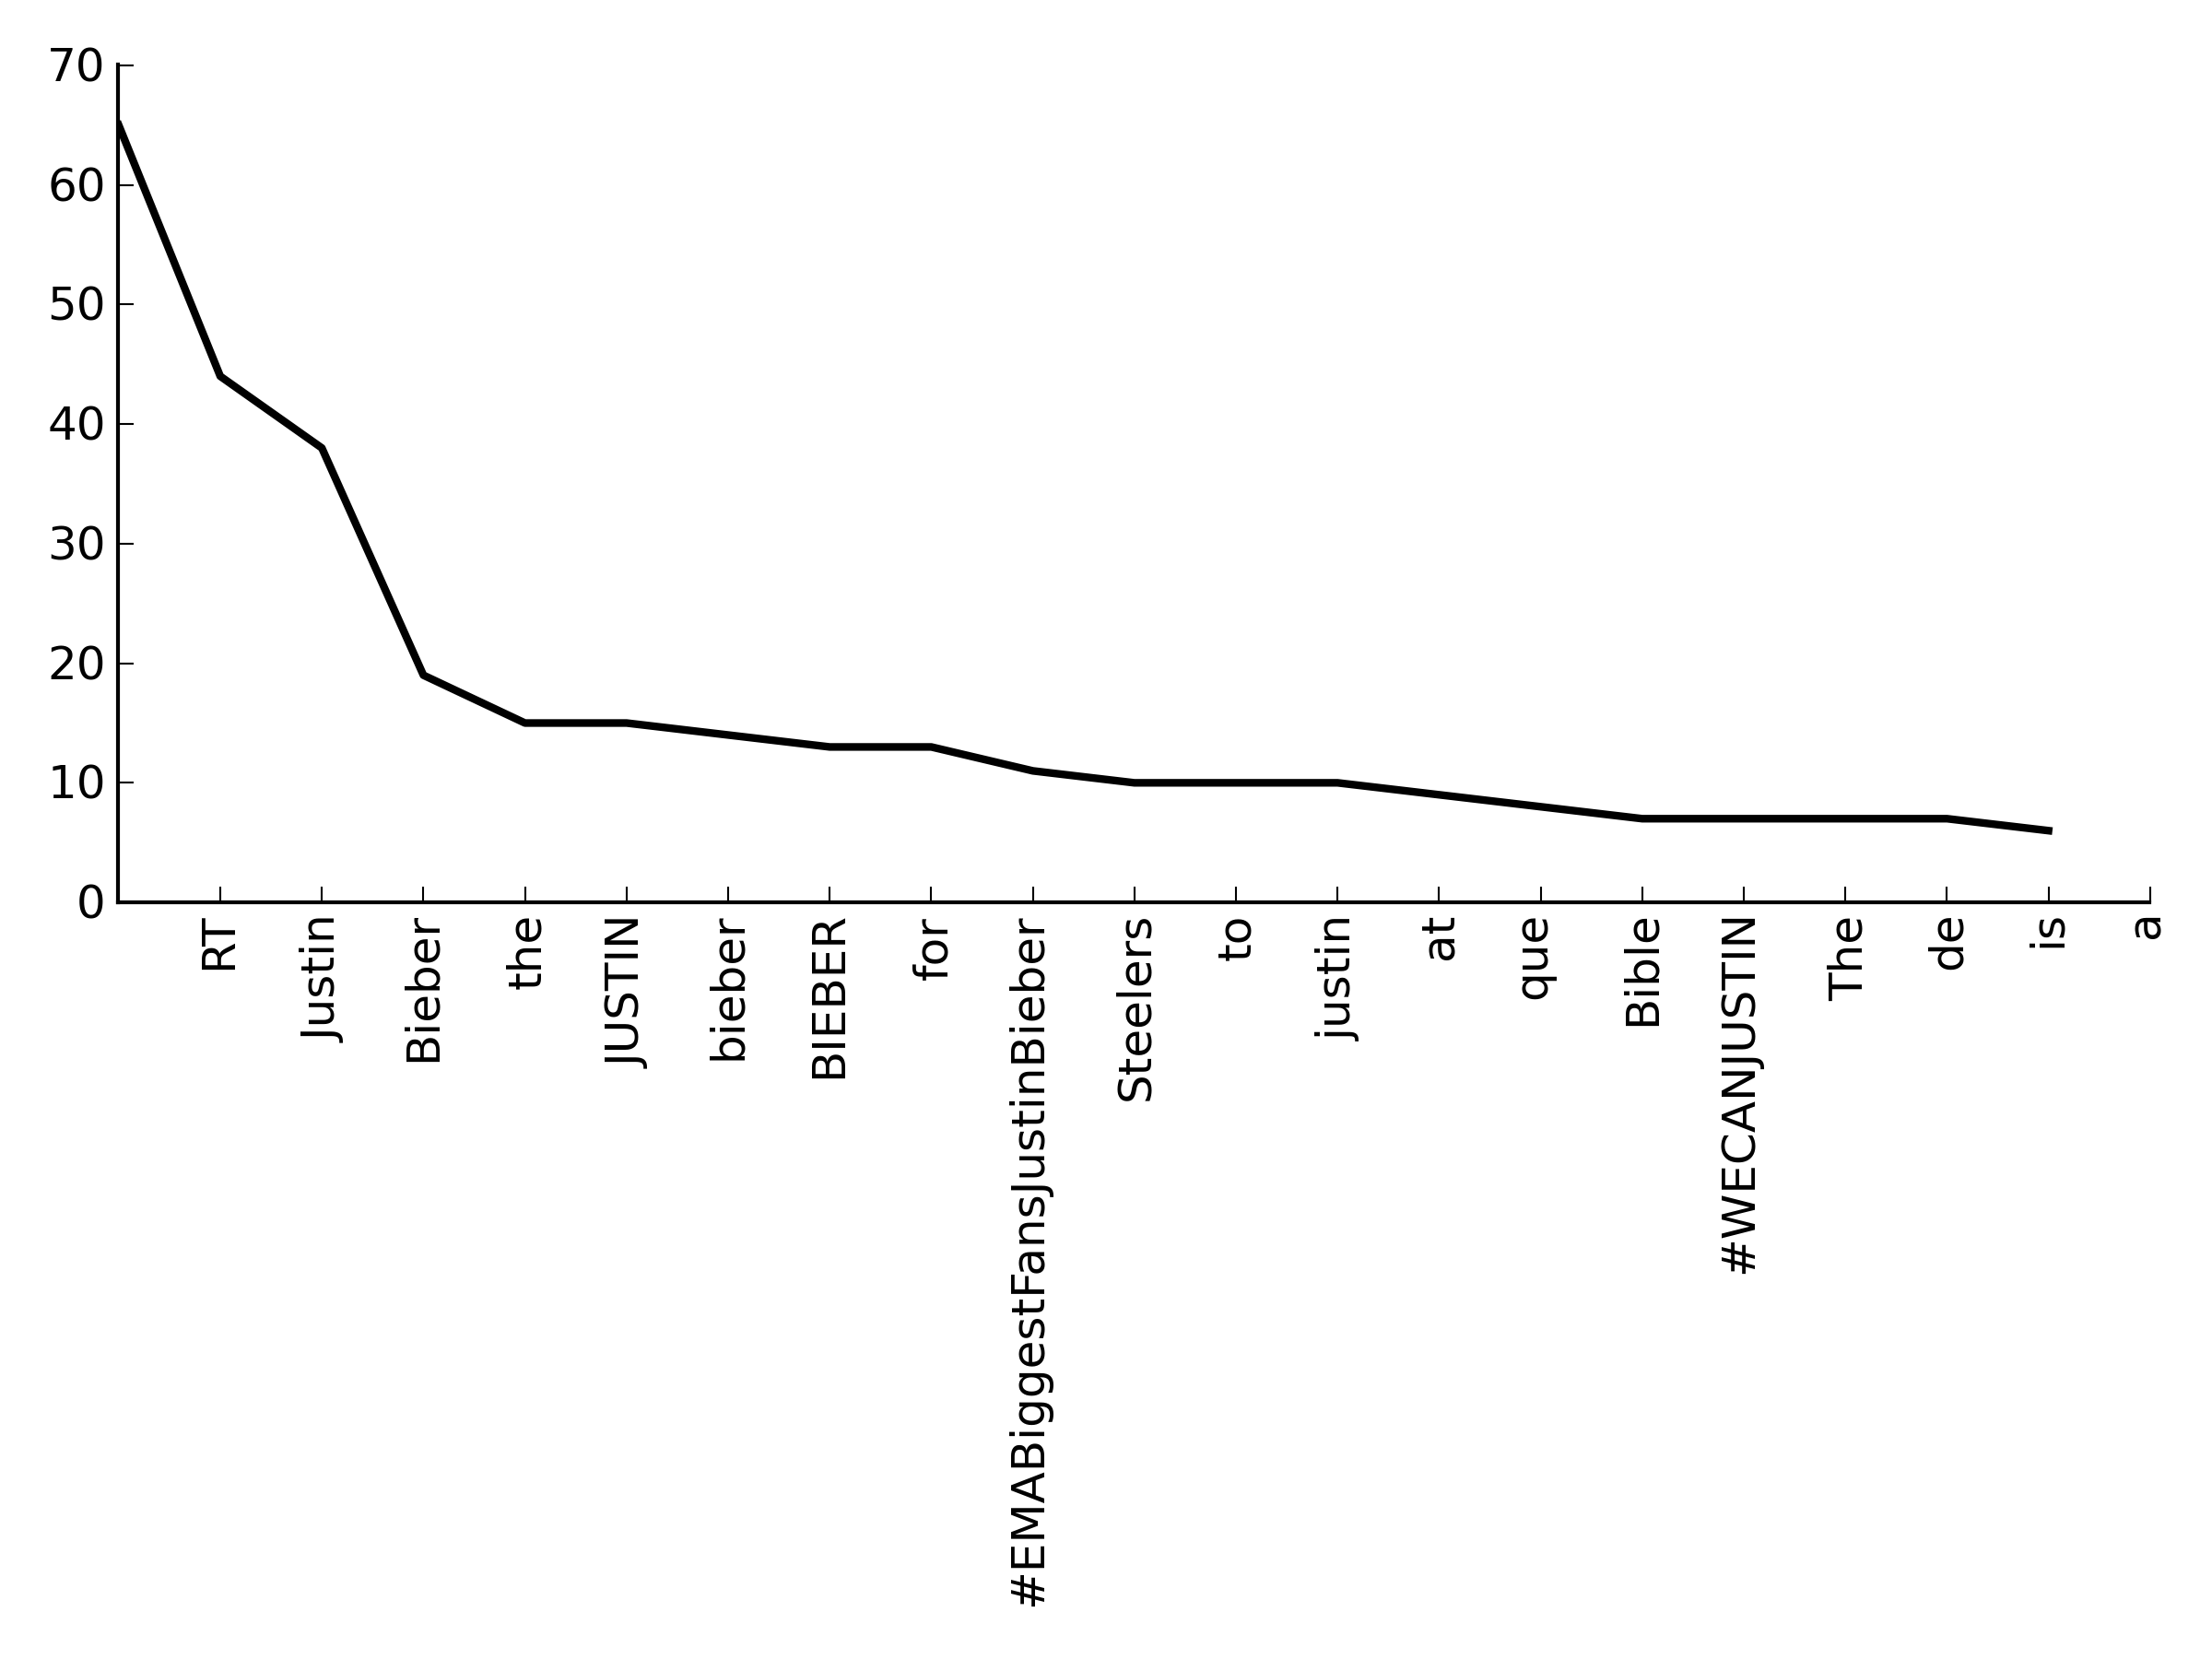 70
60
50
40
30
20
10
0
RT
Justin
Bieber
the
JUSTIN
bieber
BIEBER
for
#EMABiggestFansJustinBieber
Steelers
to
justin
at
que
Bible
#WECANJUSTIN
The
de
is
a